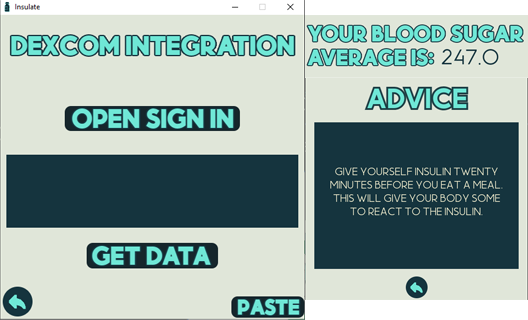 Insulate
DEXCOM INTEGRATION
OPEN SIGN IN
GET DATA
PASTE
YOUR BLOOD SUGAR
AVERAGE IS: 247.0
ADVICE
GIVE YOURSELF INSULIN TWENTY
MINUTES BEFORE YOU EAT A MEAL.
THIS WILL GIVE YOUR BODY SOME
TO REACT TO THE INSULIN.